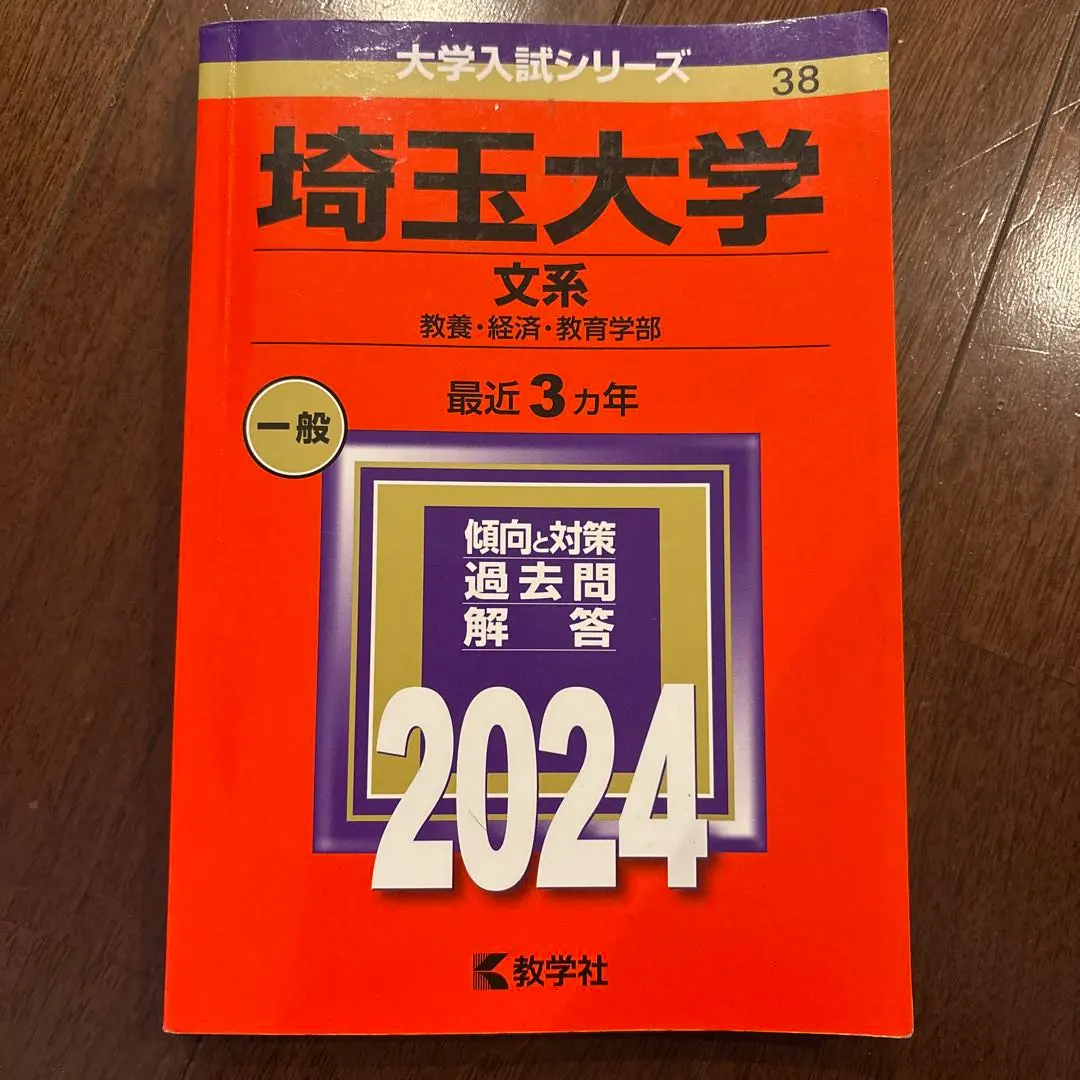 大学入試シリーズ
38
埼玉大学
文系
教養・経済・教育学部
最近3カ年
一般
傾向と対策
過去問
解答
2024
教学社